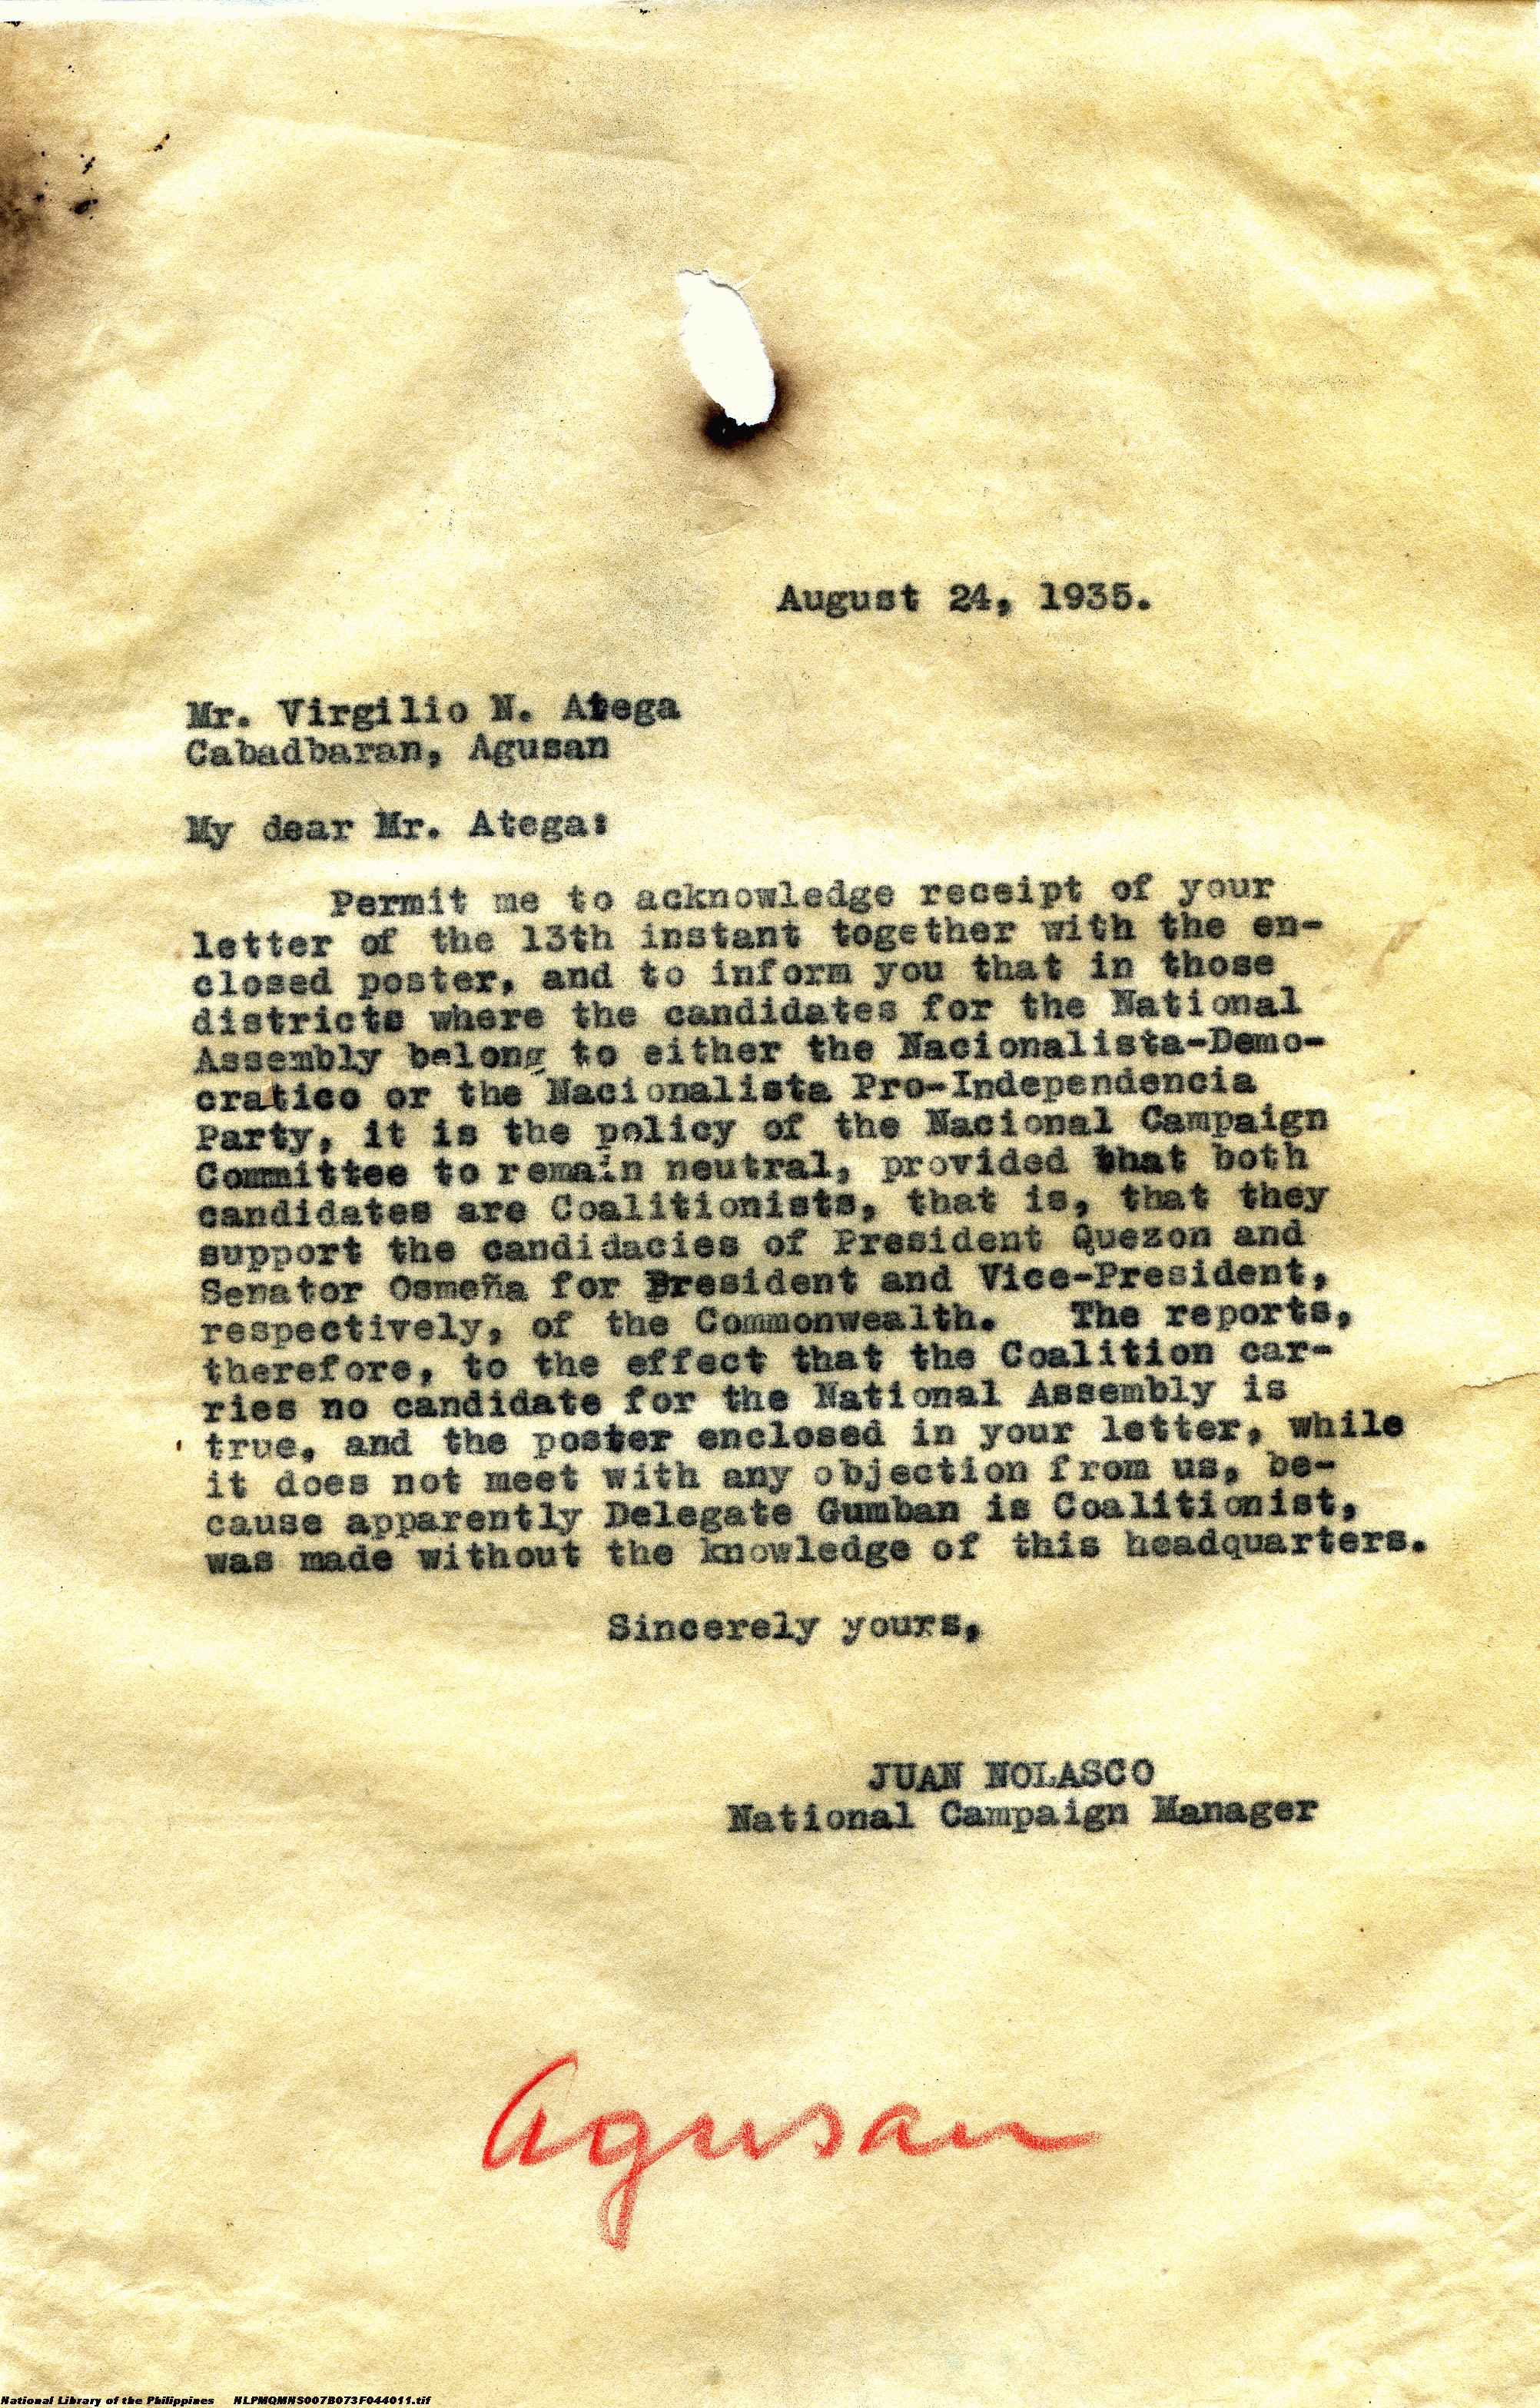 August 24, 1935.
Mr. Virgilio N. Atega
Cabadbaran, Agusan
My dear Mr. Atega:
Permit me to acknowledge receipt of your
letter of the 13th instant together with the en-
closed poster, and to inform you that in those
districts where the candidates for the National
Assembly belong to either the Nacionalista-Demo-
cratico or the Nacionalista Pro-Independencia
Party, it is the policy of the Nacional Campaign
Committee to remain neutral, provided that both
candidates are Coalitionists, that is, that they
support the candidacies of President Quezon and
Senator Osmeña for President and Vice-President,
respectively, of the Commonwealth. The reports,
therefore, to the effect that the Coalition car-
ries no candidate for the National Assembly is
true, and the poster enclosed in your letter, while
it does not meet with any objection from us, be-
cause apparently Delegate Gumban is Coalitionist,
was made without the knowledge of this headquarters.
Sincerely yours,
JUAN NOLASCO
National Campaign Manager
Agusan
National Library of the Philippines NLPMQMNS007B073F044011.tif